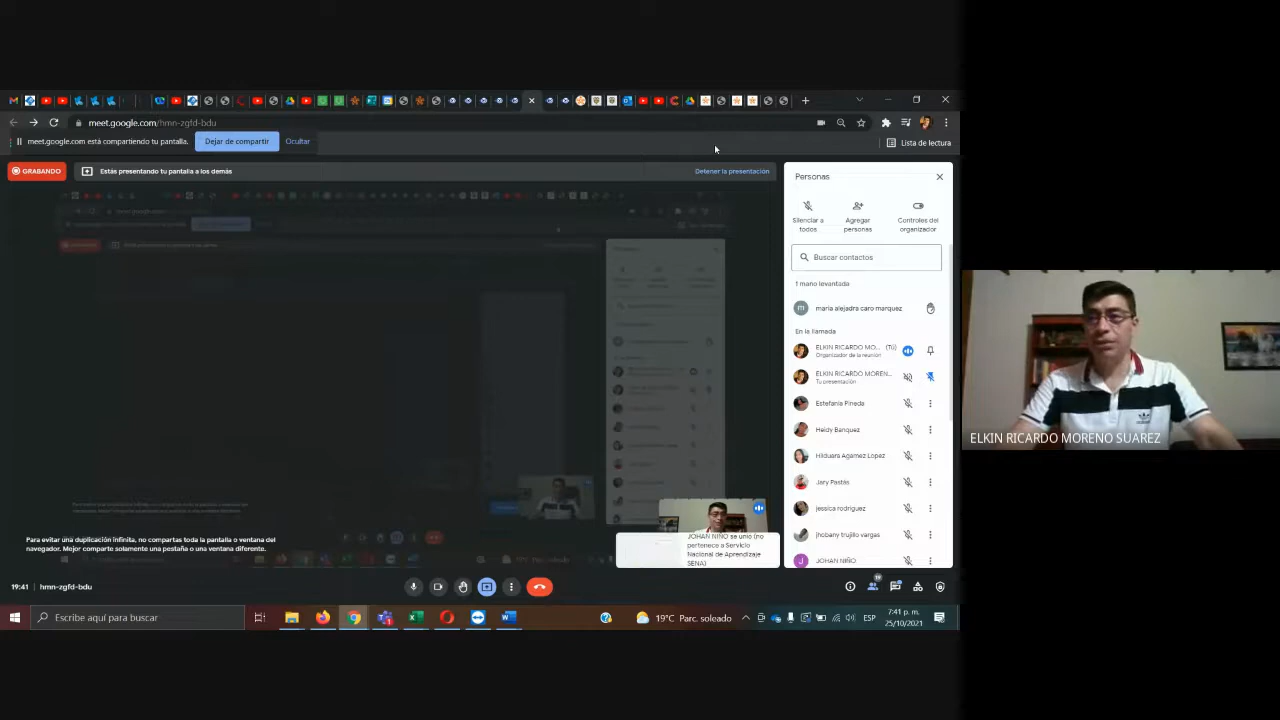 meet.google.com/hmn-zgfd-bdu
meet.google.com está compartiendo tu pantalla.
Dejar de compartir
Ocultar
Lista de lectura
GRABANDO
Estás presentando tu pantalla a los demás
Detener la presentación
Personas
Silenciar a
todos
Agregar
personas
Controles del
organizador
Buscar contactos
1 mano levantada
m
maria alejadra caro marquez
En la llamada
ELKIN RICARDO MO... (Tú)
Organizador de la reunión
ELKIN RICARDO MOREN...
Tu presentación
Estefania Pineda
Heidy Banquez
Hilduara Agamez Lopez
Jary Pastás
jessica rodriguez
jhobany trujillo vargas
J
JOHAN NIÑO
JOHAN NIÑO se unió (no
pertenece a Servicio
Nacional de Aprendizaje
SENA)
Para evitar una duplicación infinita, no compartas toda la pantalla o ventana del
navegador. Mejor comparte solamente una pestaña o una ventana diferente.
19:41 | hmn-zgfd-bdu
19
Escribe aquí para buscar
19°C Parc. soleado
ESP
7:41 p. m.
25/10/2021
adidas
ELKIN RICARDO MORENO SUAREZ